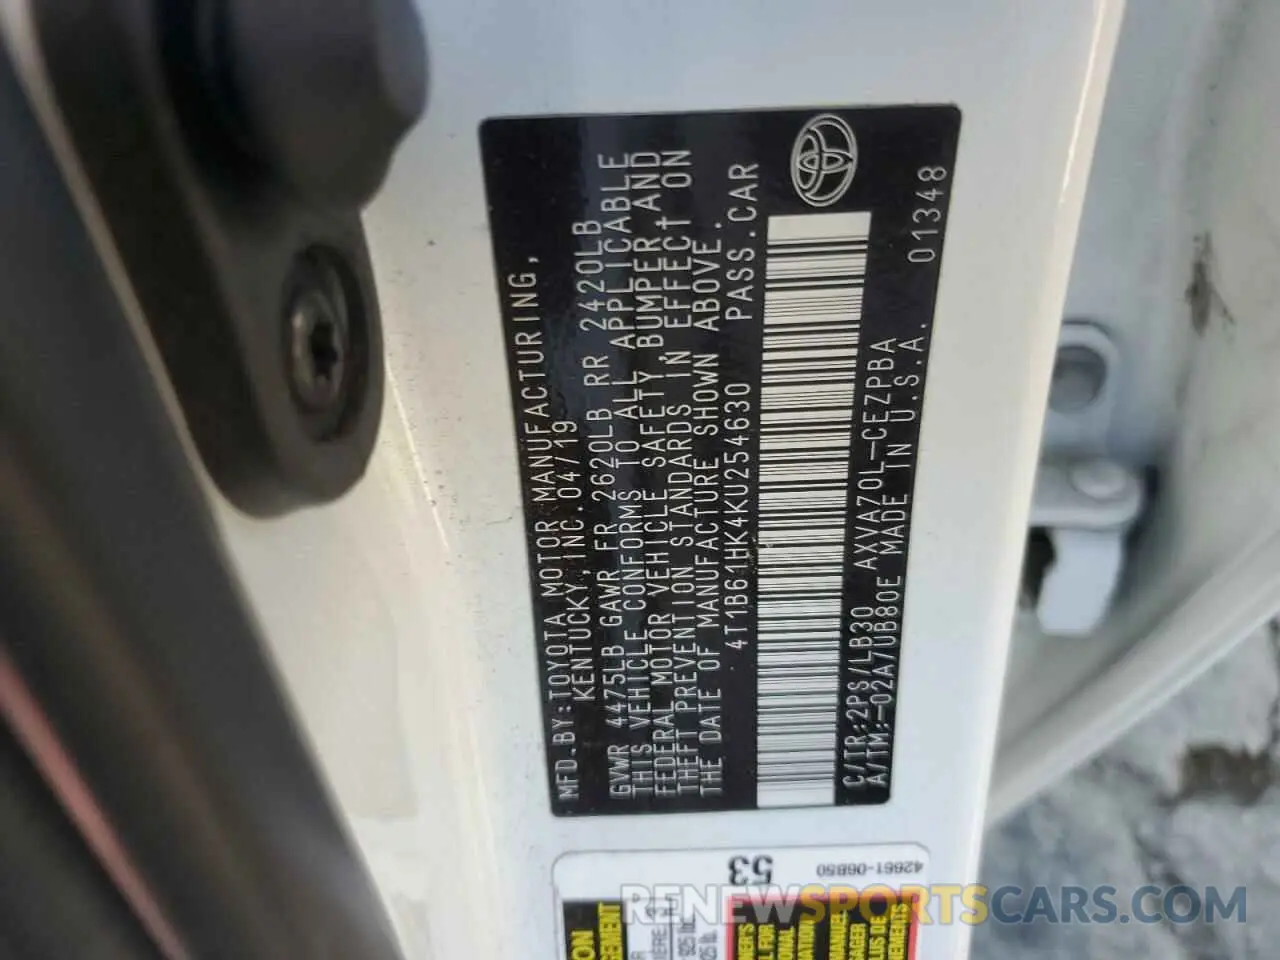 MFD.BY:TOYOTA MOTOR MANUFACTURING,
KENTUCKY,INC.04/19
GVWR 4475LB GAWR FR 2620LB RR 2420LB
THIS VEHICLE CONFORMS TO ALL APPLICABLE
FEDERAL MOTOR VEHICLE SAFETY,BUMPER AND
THEFT PREVENTION STANDARDS IN EFFECT ON
THE DATE OF MANUFACTURE SHOWN ABOVE.
4T1B61HK4KU254630 PASS.CAR
C/TR:2PS/LB30 AXVA70L-CEZPBA 01348
A/TM:-02A/UB80E MADE IN U.S.A.
53 42661-06B50
RENEWSPORTSCARS.COM